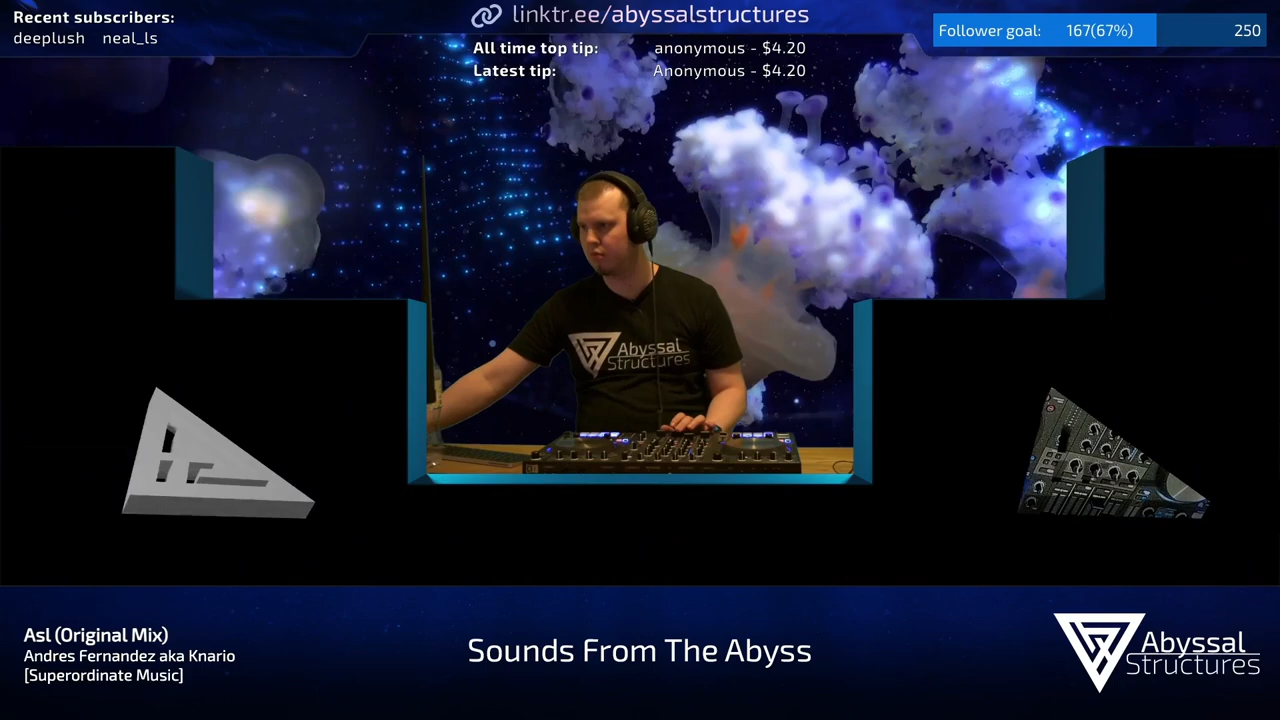 Recent subscribers:
deeplush neal_ls
linktr.ee/abyssalstructures
All time top tip: anonymous - $4.20
Latest tip: Anonymous - $4.20
Follower goal: 167(67%) 250
Abyssal
Structures
Asl (Original Mix)
Andres Fernandez aka Knario
[Superordinate Music]
Sounds From The Abyss
Abyssal
Structures